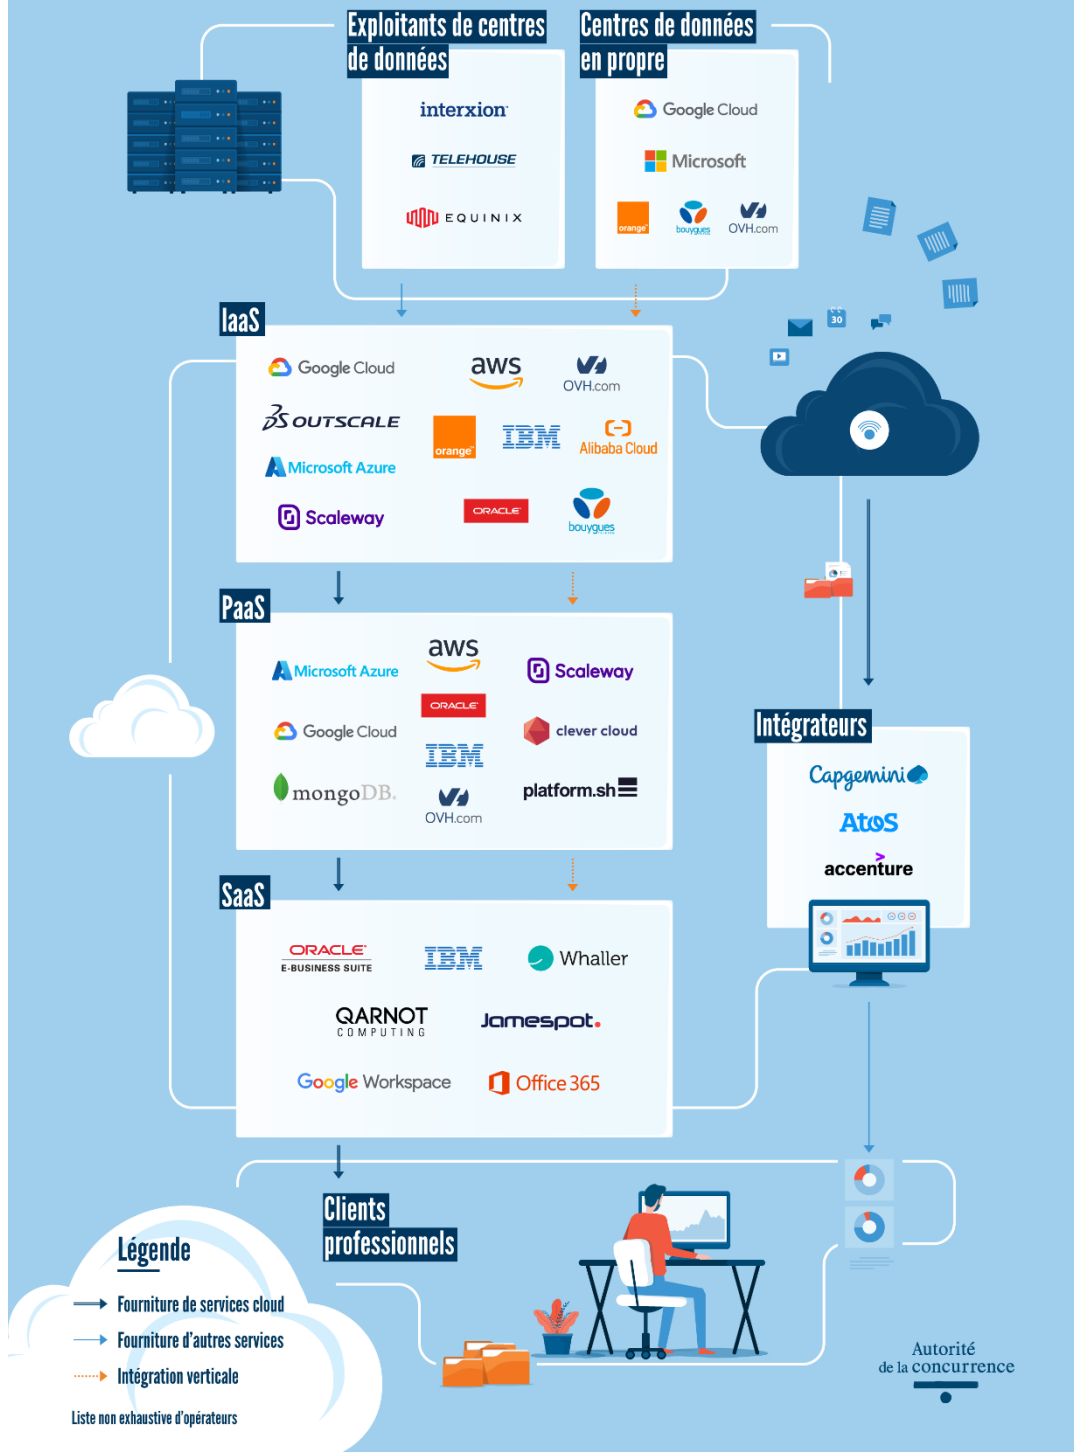 Exploitants de centres
de données
Centres de données
en propre
interxion
TELEHOUSE
EQUINIX
Google Cloud
Microsoft
orange
bouygues
OVH.com
IaaS
Google Cloud
aws
OVH.com
OUTSCALE
orange
IBM
Alibaba Cloud
Microsoft Azure
Scaleway
ORACLE
bouygues
30
PaaS
Microsoft Azure
aws
Scaleway
ORACLE
Google Cloud
IBM
clever cloud
mongoDB.
OVH.com
platform.sh
Intégrateurs
Capgemini
Atos
accenture
SaaS
ORACLE
E-BUSINESS SUITE
IBM
Whaller
QARNOT
COMPUTING
Jamespot.
Google Workspace
Office 365
Clients
professionnels
Légende
Fourniture de services cloud
Fourniture d'autres services
Intégration verticale
Liste non exhaustive d'opérateurs
Autorité
de la concurrence